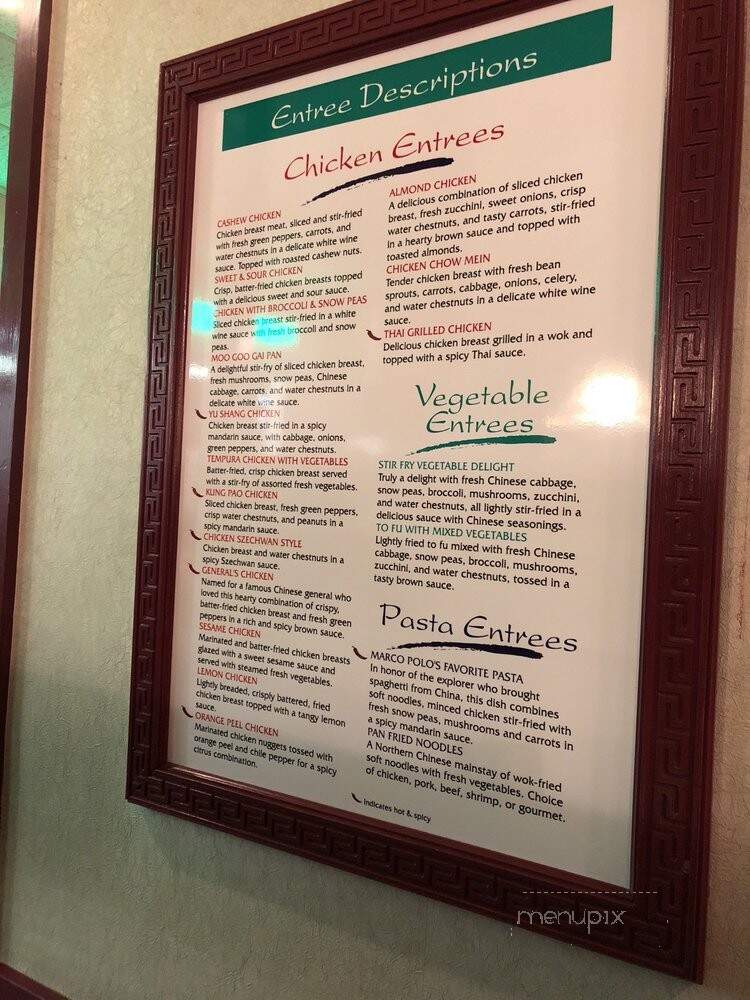 Entree Descriptions
Chicken Entrees
CASHEW CHICKEN
Chicken breast meat, sliced and stir-fried
with fresh green peppers, carrots, and
water chestnuts in a delicate white wine
sauce. Topped with roasted cashew nuts.
SWEET & SOUR CHICKEN
Crisp, batter-fried chicken breasts topped
with a delicious sweet and sour sauce.
CHICKEN WITH BROCCOLI & SNOW PEAS
Sliced chicken breast stir-fried in a white
wine sauce with fresh broccoli and snow
peas.
MOO GOO GAI PAN
A delightful stir-fry of sliced chicken breast,
fresh mushrooms, snow peas, Chinese
cabbage, carrots, and water chestnuts in a
delicate white wine sauce.
YU SHANG CHICKEN
Chicken breast stir-fried in a spicy
mandarin sauce, with cabbage, onions,
green peppers, and water chestnuts.
TEMPURA CHICKEN WITH VEGETABLES
Batter-fried, crisp chicken breast served
with a stir-fry of assorted fresh vegetables.
KUNG PAO CHICKEN
Sliced chicken breast, fresh green peppers,
crisp water chestnuts, and peanuts in a
spicy mandarin sauce.
CHICKEN SZECHWAN STYLE
Chicken breast and water chestnuts in a
spicy Szechwan sauce.
GENERAL'S CHICKEN
Named for a famous Chinese general who
loved this hearty combination of crispy,
batter-fried chicken breast and fresh green
peppers in a rich and spicy brown sauce.
SESAME CHICKEN
Marinated and batter-fried chicken breasts
glazed with a sweet sesame sauce and
served with steamed fresh vegetables.
LEMON CHICKEN
Lightly breaded, crisply battered, fried
chicken breast topped with a tangy lemon
sauce.
ORANGE PEEL CHICKEN
Marinated chicken nuggets tossed with
orange peel and chile pepper for a spicy
citrus combination.
ALMOND CHICKEN
A delicious combination of sliced chicken
breast, fresh zucchini, sweet onions, crisp
water chestnuts, and tasty carrots, stir-fried
in a hearty brown sauce and topped with
toasted almonds.
CHICKEN CHOW MEIN
Tender chicken breast with fresh bean
sprouts, carrots, cabbage, onions, celery,
and water chestnuts in a delicate white wine
sauce.
THAI GRILLED CHICKEN
Delicious chicken breast grilled in a wok and
topped with a spicy Thai sauce.
Vegetable
Entrees
STIR FRY VEGETABLE DELIGHT
Truly a delight with fresh Chinese cabbage,
snow peas, broccoli, mushrooms, zucchini,
and water chestnuts, all lightly stir-fried in a
delicious sauce with Chinese seasonings.
TO FU WITH MIXED VEGETABLES
Lightly fried to fu mixed with fresh Chinese
cabbage, snow peas, broccoli, mushrooms,
zucchini, and water chestnuts, tossed in a
tasty brown sauce.
Pasta Entrees
MARCO POLO'S FAVORITE PASTA
In honor of the explorer who brought
spaghetti from China, this dish combines
soft noodles, minced chicken stir-fried with
fresh snow peas, mushrooms and carrots in
a spicy mandarin sauce.
PAN FRIED NOODLES
A Northern Chinese mainstay of wok-fried
soft noodles with fresh vegetables. Choice
of chicken, pork, beef, shrimp, or gourmet.
Indicates hot & spicy
menupix